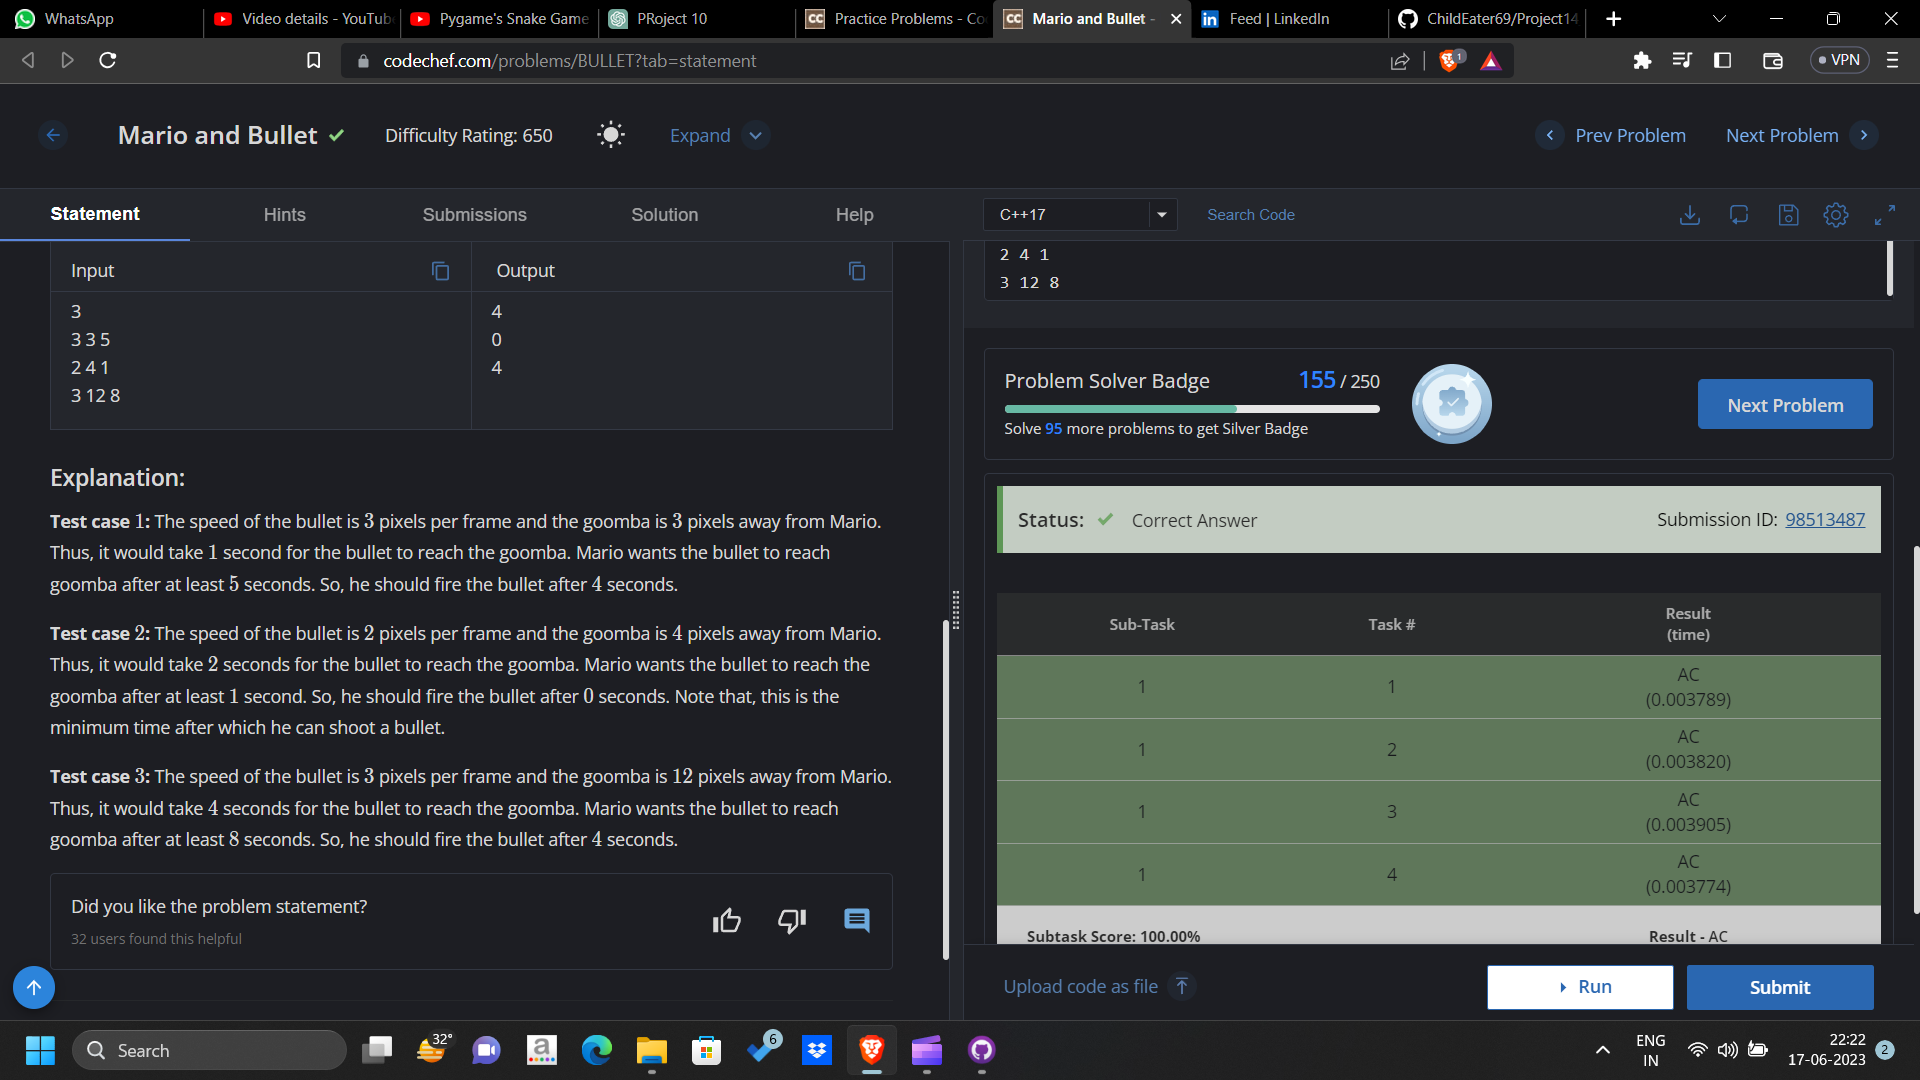 WhatsApp
Video details - YouTub
Pygame's Snake Game
PRoject 10
Practice Problems - Co
Mario and Bullet -
Feed | LinkedIn
ChildEater69/Project14
codechef.com/problems/BULLET?tab=statement
1
VPN
Mario and Bullet
Difficulty Rating: 650
Expand
Prev Problem
Next Problem
Statement
Hints
Submissions
Solution
Help
C++17
Search Code
Input
Output
3
3 3 5
2 4 1
3 12 8
4
0
4
Explanation:
Test case 1: The speed of the bullet is 3 pixels per frame and the goomba is 3 pixels away from Mario.
Thus, it would take 1 second for the bullet to reach the goomba. Mario wants the bullet to reach
goomba after at least 5 seconds. So, he should fire the bullet after 4 seconds.
Test case 2: The speed of the bullet is 2 pixels per frame and the goomba is 4 pixels away from Mario.
Thus, it would take 2 seconds for the bullet to reach the goomba. Mario wants the bullet to reach the
goomba after at least 1 second. So, he should fire the bullet after 0 seconds. Note that, this is the
minimum time after which he can shoot a bullet.
Test case 3: The speed of the bullet is 3 pixels per frame and the goomba is 12 pixels away from Mario.
Thus, it would take 4 seconds for the bullet to reach the goomba. Mario wants the bullet to reach
goomba after at least 8 seconds. So, he should fire the bullet after 4 seconds.
Did you like the problem statement?
32 users found this helpful
2 4 1
3 12 8
Problem Solver Badge
155 / 250
Solve 95 more problems to get Silver Badge
Next Problem
Status: Correct Answer
Submission ID: 98513487
Sub-Task
Task #
Result
(time)
1
1
AC
(0.003789)
1
2
AC
(0.003820)
1
3
AC
(0.003905)
1
4
AC
(0.003774)
Subtask Score: 100.00%
Result - AC
Upload code as file
Run
Submit
Search
32°
a
6
ENG
IN
22:22
17-06-2023
2